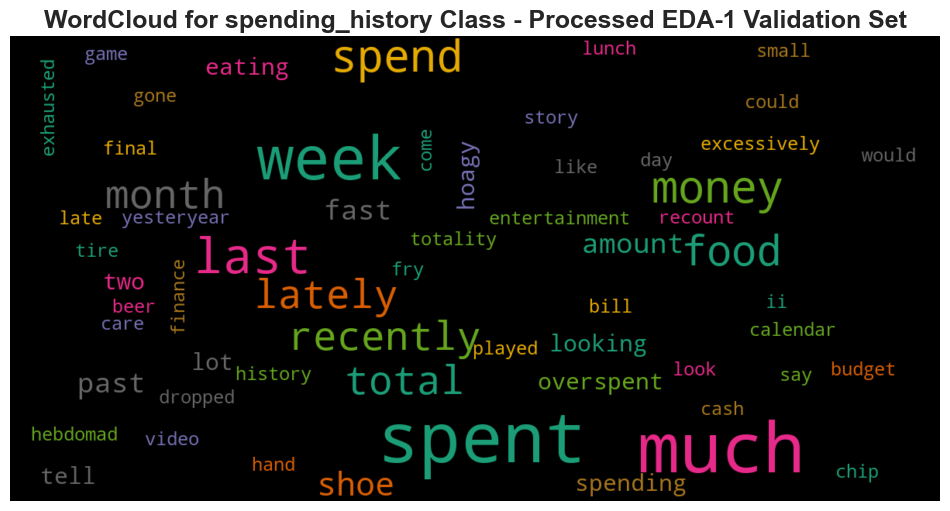 WordCloud for spending_history Class - Processed EDA-1 Validation Set
game
spend
lunch
small
eating
exhausted
gone
could
story
final
week
come
hoagy
excessively
like
day
would
month
fast
money
late
yesteryear
entertainment
recount
tire
last
totality
amount
food
two
finance
fry
beer
lately
bill
ii
care
recently
played
looking
calendar
lot
history
total
past
dropped
overspent
look
say
budget
cash
hebdomad
video
spent
much
tell
hand
shoe
spending
chip